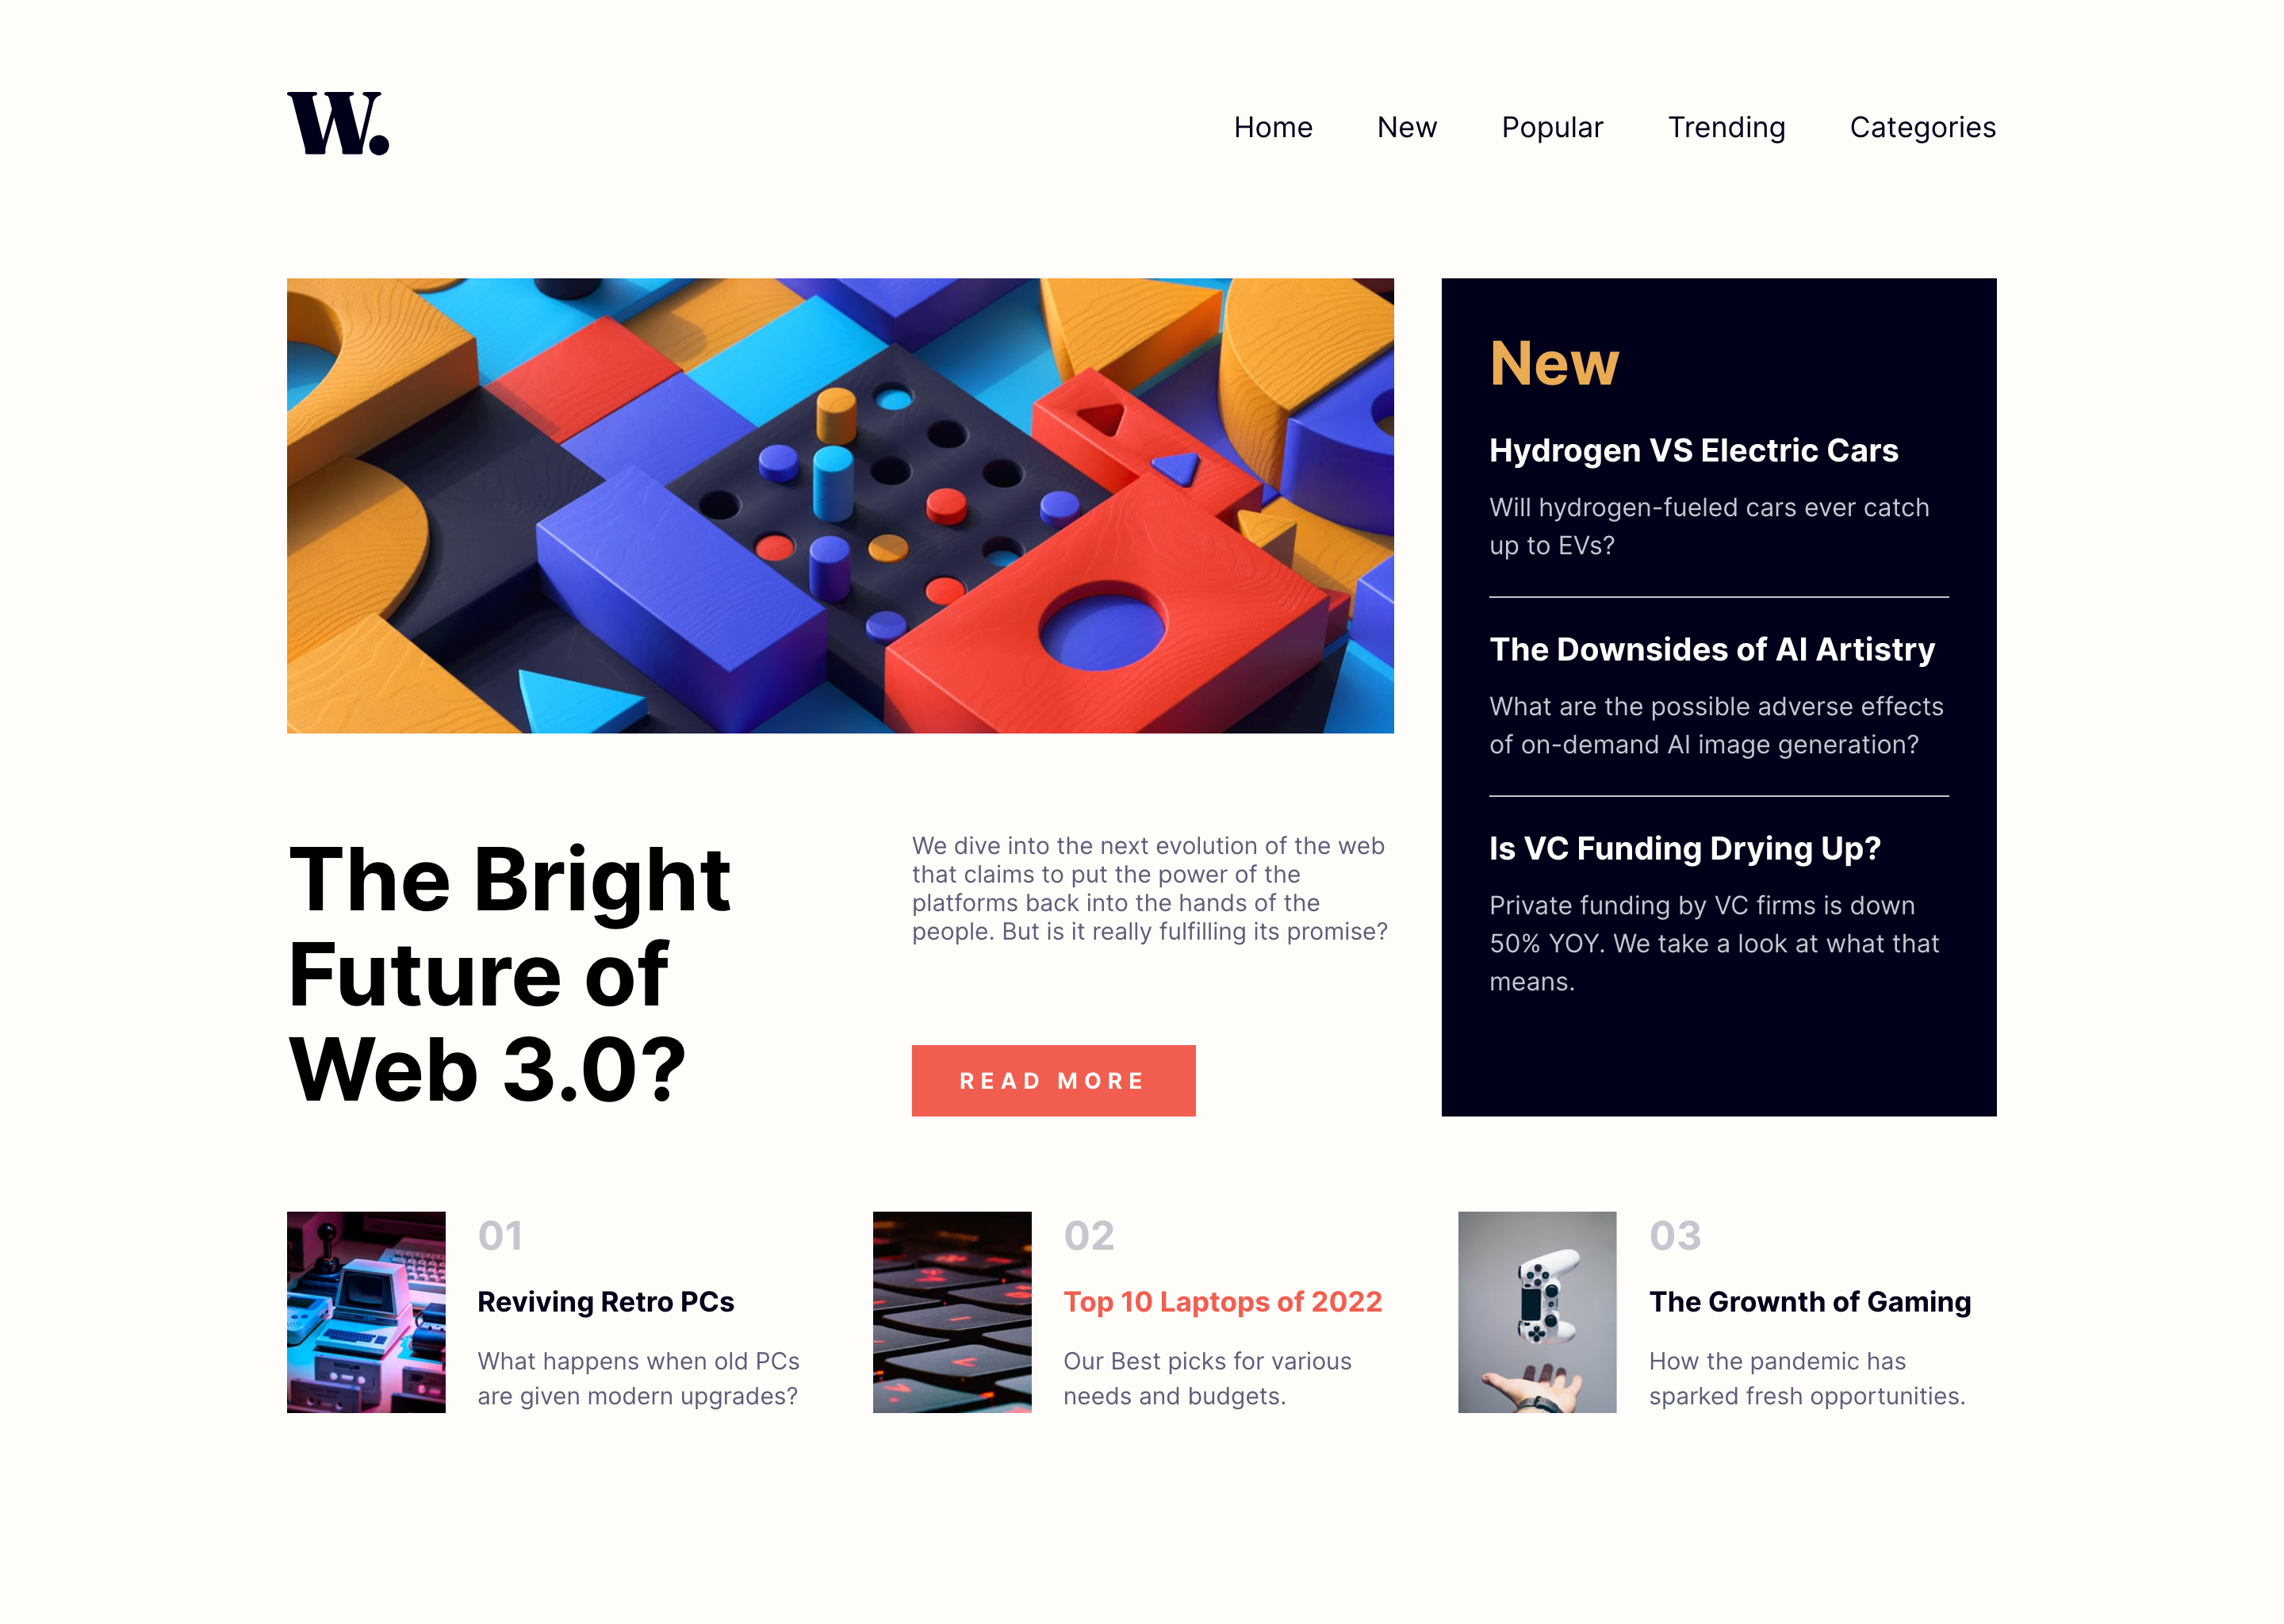 W.
Home New Popular Trending Categories
New
Hydrogen VS Electric Cars
Will hydrogen-fueled cars ever catch
up to EVs?
The Downsides of AI Artistry
What are the possible adverse effects
of on-demand AI image generation?
Is VC Funding Drying Up?
Private funding by VC firms is down
50% YOY. We take a look at what that
means.
The Bright
Future of
Web 3.0?
We dive into the next evolution of the web
that claims to put the power of the
platforms back into the hands of the
people. But is it really fulfilling its promise?
READ MORE
01
Reviving Retro PCs
What happens when old PCs
are given modern upgrades?
02
Top 10 Laptops of 2022
Our Best picks for various
needs and budgets.
03
The Grownth of Gaming
How the pandemic has
sparked fresh opportunities.